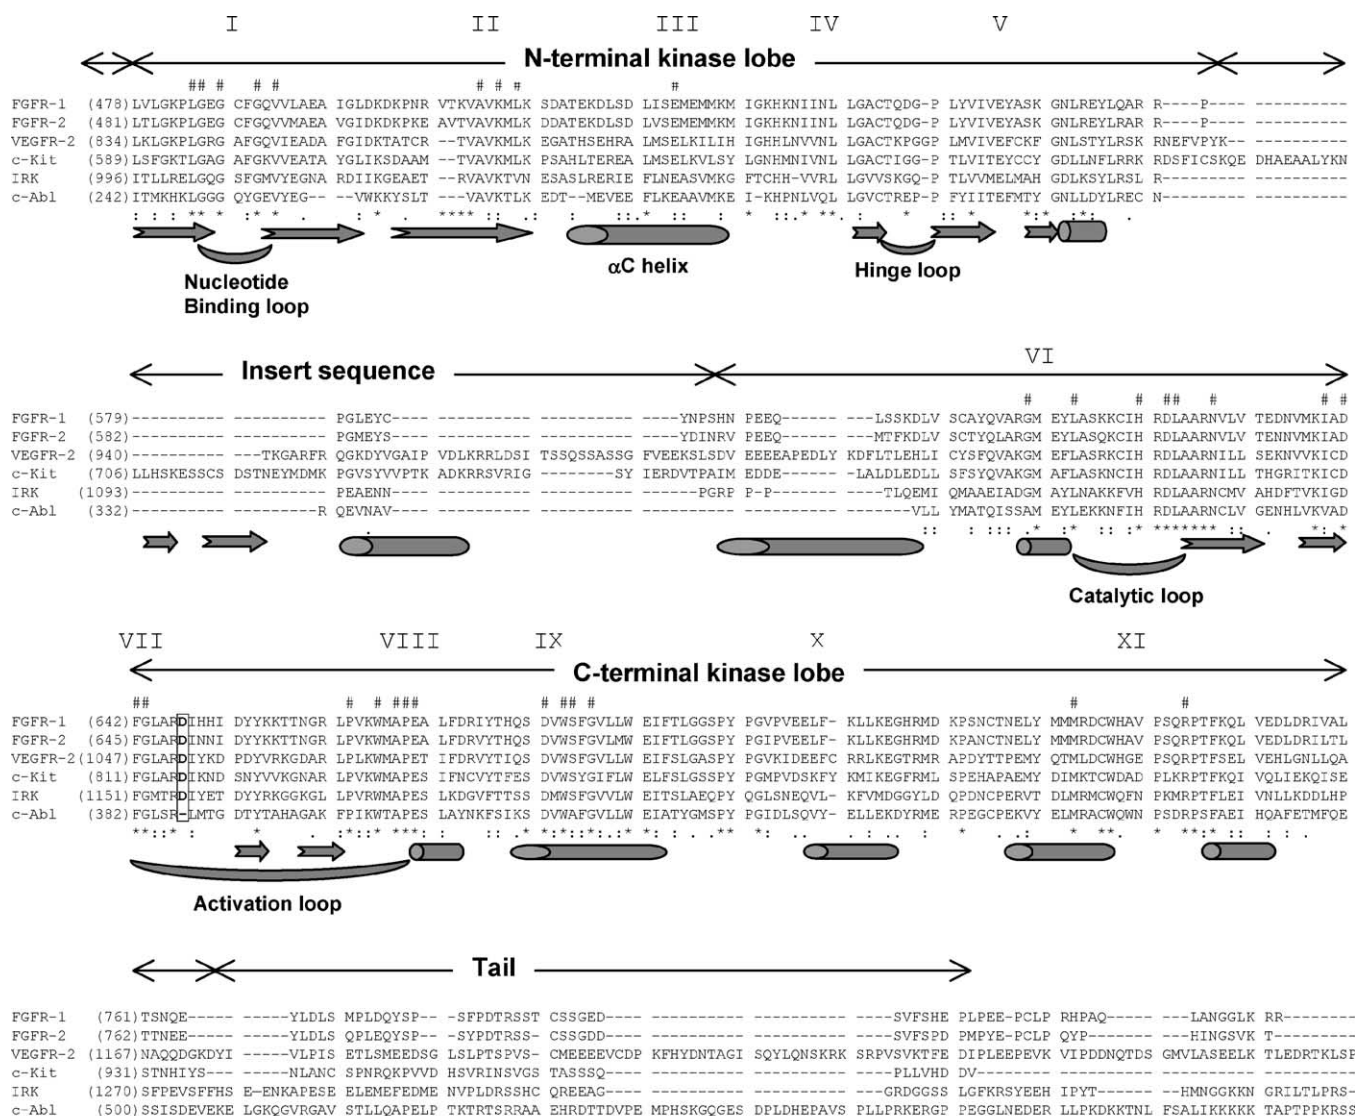 I II III IV V
N-terminal kinase lobe
# # # # # # # # # #
FGFR-1 (478) LVLGKPLGEG CFGQVVLAEA IGLDKDKPNR VTKVAVKMLK SDATEKDLSD LISEMEMMKM IGKHKNIINL LGACTQDG-P LYVIVEYASK GNLREYLQAR R----P----
FGFR-2 (481) LTLGKPLGEG CFGQVVMAEA VGIDKDKPKE AVTVAVKMLK DDATEKDLSD LVSEMEMMKM IGKHKNIINL LGACTQDG-P LYVIVEYASK GNLREYLRAR R----P----
VEGFR-2 (834) LKLGKPLGRG AFGQVIEADA FGIDKTATCR --TVAVKMLK EGATHSEHRA LMSELKILIH IGHHLNVVNL LGACTKPGGP LMVIVEFCKF GNLSTYLRSK RNEFVPYK--
c-Kit (589) LSFGKTLGAG AFGKVVEATA YGLIKSDAAM --TVAVKMLK PSAHLTEREA LMSELKVLSY LGNHMNIVNL LGACTIGG-P TLVITEYCCY GDLLNFLRRK RDSFICSKQE DHAEAALYKN
IRK (996) ITLLRELGQG SFGMVYEGNA RDIIKGEAET --RVAVKTVN ESASLRERIE FLNEASVMKG FTCHH-VVRL LGVVSKGQ-P TLVVMELMAH GDLKSYLRSL R
c-Abl (242) ITMKHKLGGG QYGEVYEG-- --VWKKYSLT --VAVKTLKE DT--MEVEE FLKEAAVMKE I-KHPNLVQL LGVCTREP-P FYIITEFMTY GNLLDYLREC N
Nucleotide
Binding loop
αC helix
Hinge loop
Insert sequence
VI
FGFR-1 (579) PGLEYC YNPSHN PEEQ LSSKDLV SCAYQVARGM EYLASKKCIH RDLAARNVLV TEDNVMKIAD
FGFR-2 (582) PGMEYS YDINRV PEEQ MTFKDLV SCTYQLARGM EYLASQKCIH RDLAARNVLV TENNVMKIAD
VEGFR-2 (940) TKGARFR QGKDYVGAIP VDLKRRLDSI TSSQSSASSG FVEEKSLSDV EEEEAPEDLY KDFLTLEHLI CYSFQVAKGM EFLASRKCIH RDLAARNILL SEKNVVKICD
c-Kit (706) LLHSKESSCS DSTNEYMDMK PGVSYVVPTK ADKRRSVRIG SY IERDVTPAIM EDDE LALDLEDLL SFSYQVAKGM AFLASKNCIH RDLAARNILL THGRITKICD
IRK (1093) PEAENN PGRPP-P TLQEMI QMAAEIADGM AYLNAKKFVH RDLAARNCMV AHDFTVKIGD
c-Abl (332) R QEVNAV VLL YMATQISSAM EYLEKKNFIH RDLAARNCLV GENHLVKVAD
Catalytic loop
VII VIII IX X XI
C-terminal kinase lobe
FGFR-1 (642) FGLARDIHHI DYYKKTTNGR LPVKWMAPEA LFDRIYTHQS DVWSFGVLLW EIFTLGGSPY PGVPVEELF- KLLKEGHRMD KPSNCTNELY MMMRDCWHAV PSQRPTFKQL VEDLDRIVAL
FGFR-2 (645) FGLARDINNI DYYKKTTNGR LPVKWMAPEA LFDRVYTHQS DVWSFGVLMW EIFTLGGSPY PGIPVEELF- KLLKEGHRMD KPANCTNELY MMMRDCWHAV PSQRPTFKQL VEDLDRILTL
VEGFR-2 (1047) FGLARDIYKD PDYVRKGDAR LPLKWMAPET IFDRVYTIQS DVWSFGVLLW EIFSLGASPY PGVKIDEEFC RRLKEGTRMR APDYTTPEMY QTMLDCWHGE PSQRPTFSEL VEHLGNLLQA
c-Kit (811) FGLARDIKND SNYVVKGNAR LPVKWMAPES IFNCVYTFES DVWSYGIFLW ELFSLGSSPY PGMPVDSKFY KMIKEGFRML SPEHAPAEMY DIMKTCWDAD PLKRPTFKQI VQLIEKQISE
IRK (1151) FGMTRDIYET DYYRKGGKGL LPVRWMAPES LKDGVFTTSS DMWSFGVVLW EITSLAEQPY QGLSNEQVL- KFVMDGGYLD QPDNCPERVT DLMRMCWQFN PKMRPTFLEI VNLLKDDLHP
c-Abl (382) FGLSR-LMTG DTYTAHAGAK FPIKWTAPES LAYNKFSIKS DVWAFGVLLW EIATYGMSPY PGIDLSQVY- ELLEKDYRME RPEGCPEKVY ELMRACWQWN PSDRPSFAEI HQAFETMFQE
Activation loop
Tail
FGFR-1 (761) TSNQE YLDLS MPLDQYSP SFPDTRSST CSSGED SVFSHE PLPEE-PCLP RHPAQ LANGGLK RR
FGFR-2 (762) TTNEE YLDLS QPLEQYSP SYPDTRSSC SSGDD SVFSPD PMPYE-PCLP QYP HINGSVK T
VEGFR-2 (1167) NAQQDGKDYI VLPIS ETLSMEEDSG LSLPTSPVS- CMEEEEVCDP KFHYDNTAGI SQYLQNSKRK SRPVSVKTFE DIPLEEPEVK VIPDDNQTDS GMVLASEELK TLEDRTKLSP
c-Kit (931) STNHIYS NLANC SPNRQKPVVD HSVRINSVGS TASSS PLLVHD DV
IRK (1270) SFPEVSFFHS E-ENKAPESE ELEMEFEDME NVPLDRSSHC QREEAG GRDGGSS LGFKRSYEEH IPYT HMNGGKKN GRILTLPRS
c-Abl (500) SSISDEVEKE LGKQGVRGAV STLLQAPELP TKTRTSRRAA EHRDTTDVPE MPHSKGQGES DPLDHEPAVS PLLPRKERGP PEGGLNEDER LLPKDKKTNL FSALIKKKKK TAPTPPKRSS